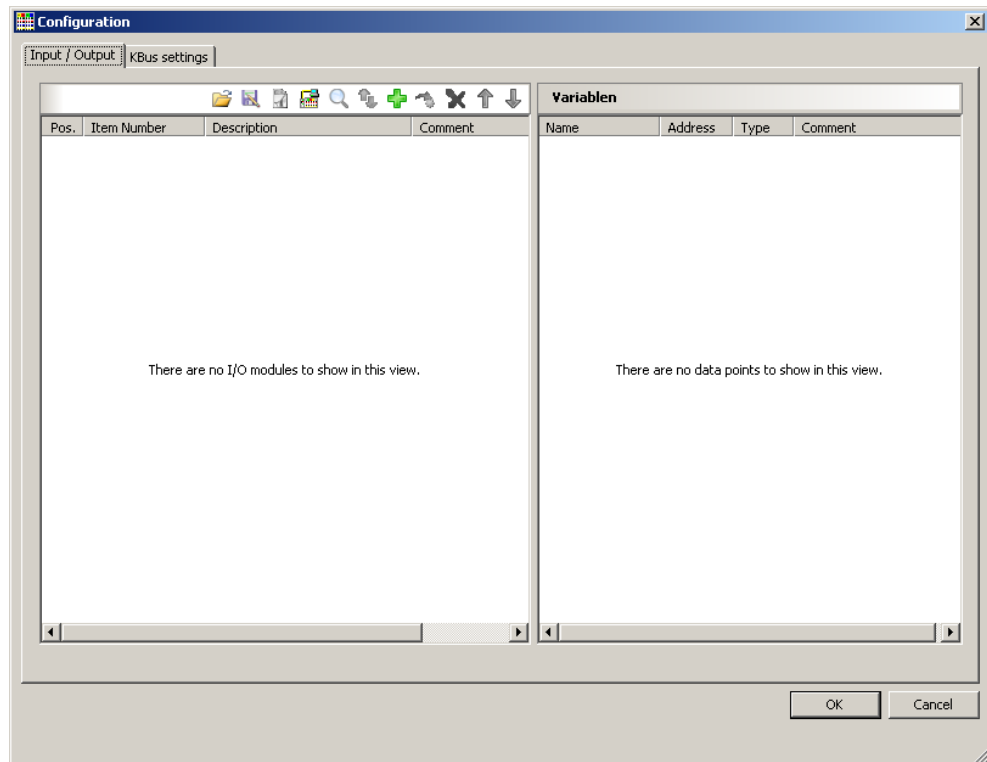 Configuration
Input / Output KBus settings
Variablen
Pos. Item Number Description Comment
Name Address Type Comment
There are no I/O modules to show in this view.
There are no data points to show in this view.
OK Cancel